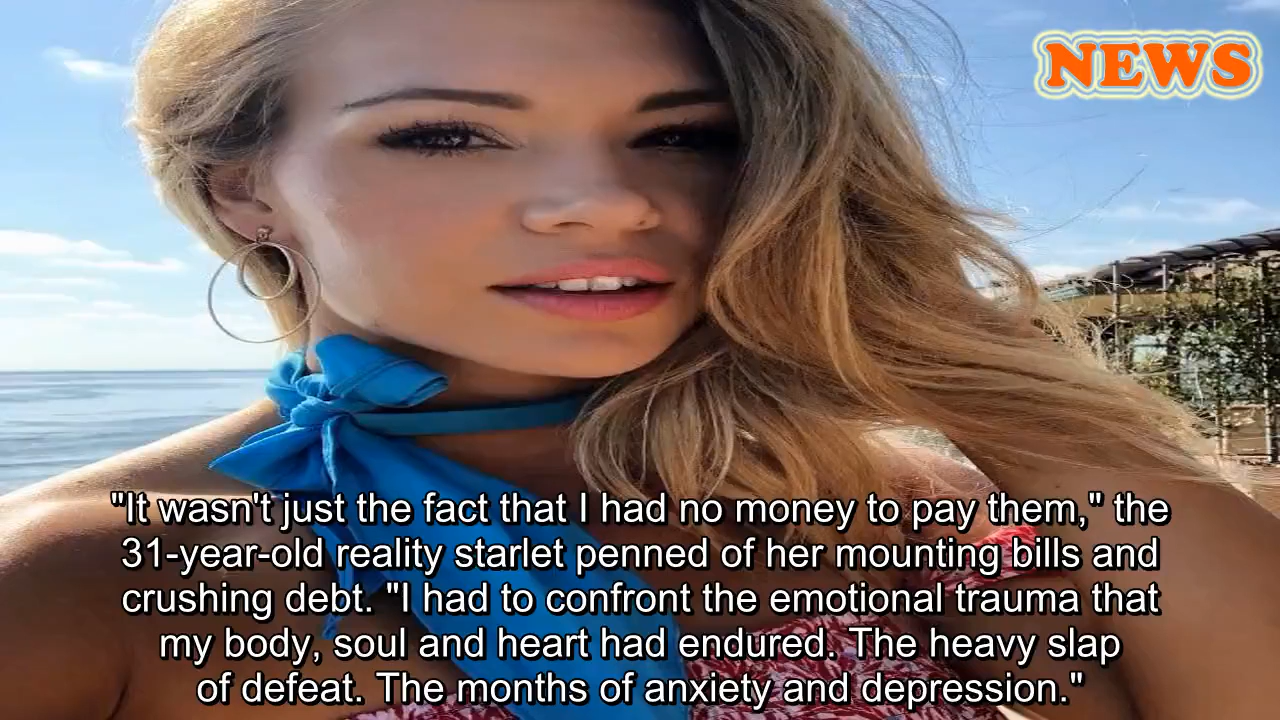 NEWS
"It wasn't just the fact that I had no money to pay them," the
31-year-old reality starlet penned of her mounting bills and
crushing debt. "I had to confront the emotional trauma that
my body, soul and heart had endured. The heavy slap
of defeat. The months of anxiety and depression."